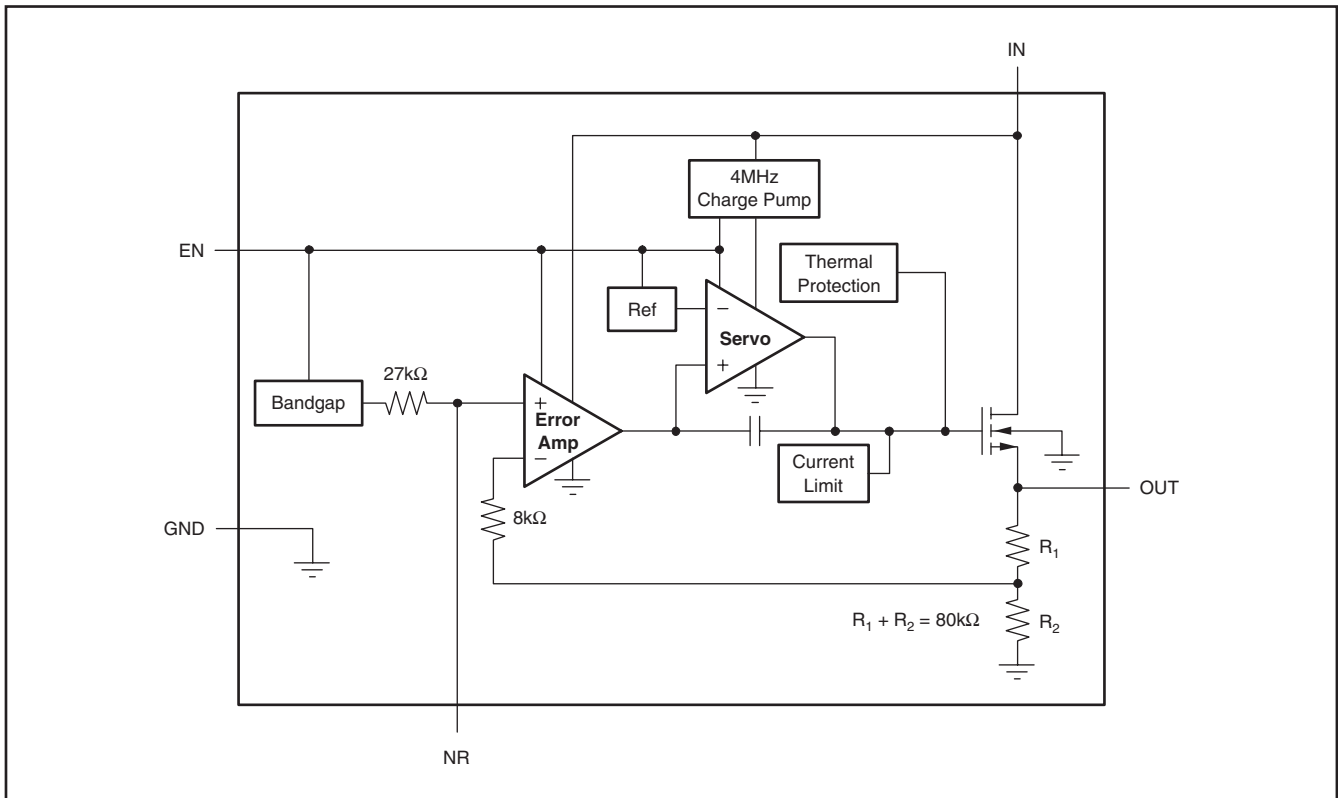 IN
4MHz
Charge Pump
EN
Thermal
Protection
Ref
−
Servo
+
27kΩ
Bandgap
+
Error
Amp
−
Current
Limit
OUT
8kΩ
GND
R1
R1 + R2 = 80kΩ
R2
NR